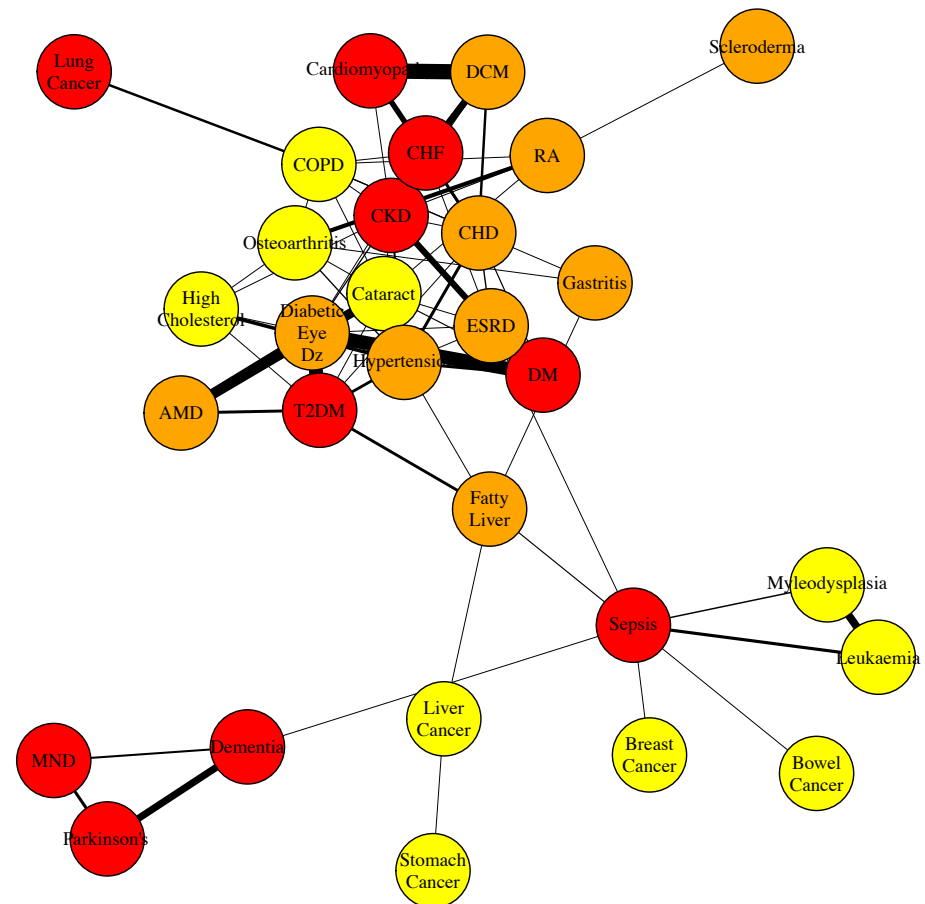 Scleroderma
Lung
Cancer
Cardiomyopa
DCM
CHF
RA
COPD
CKD
CHD
Osteoarthritis
Gastritis
Cataract
High
Cholesterol
Diabetic
Eye
Dz
ESRD
Hypertensio
DM
AMD
T2DM
Fatty
Liver
Myleodysplasia
Sepsis
Leukaemia
Liver
Cancer
Dementia
Breast
Cancer
MND
Bowel
Cancer
Parkinson's
Stomach
Cancer